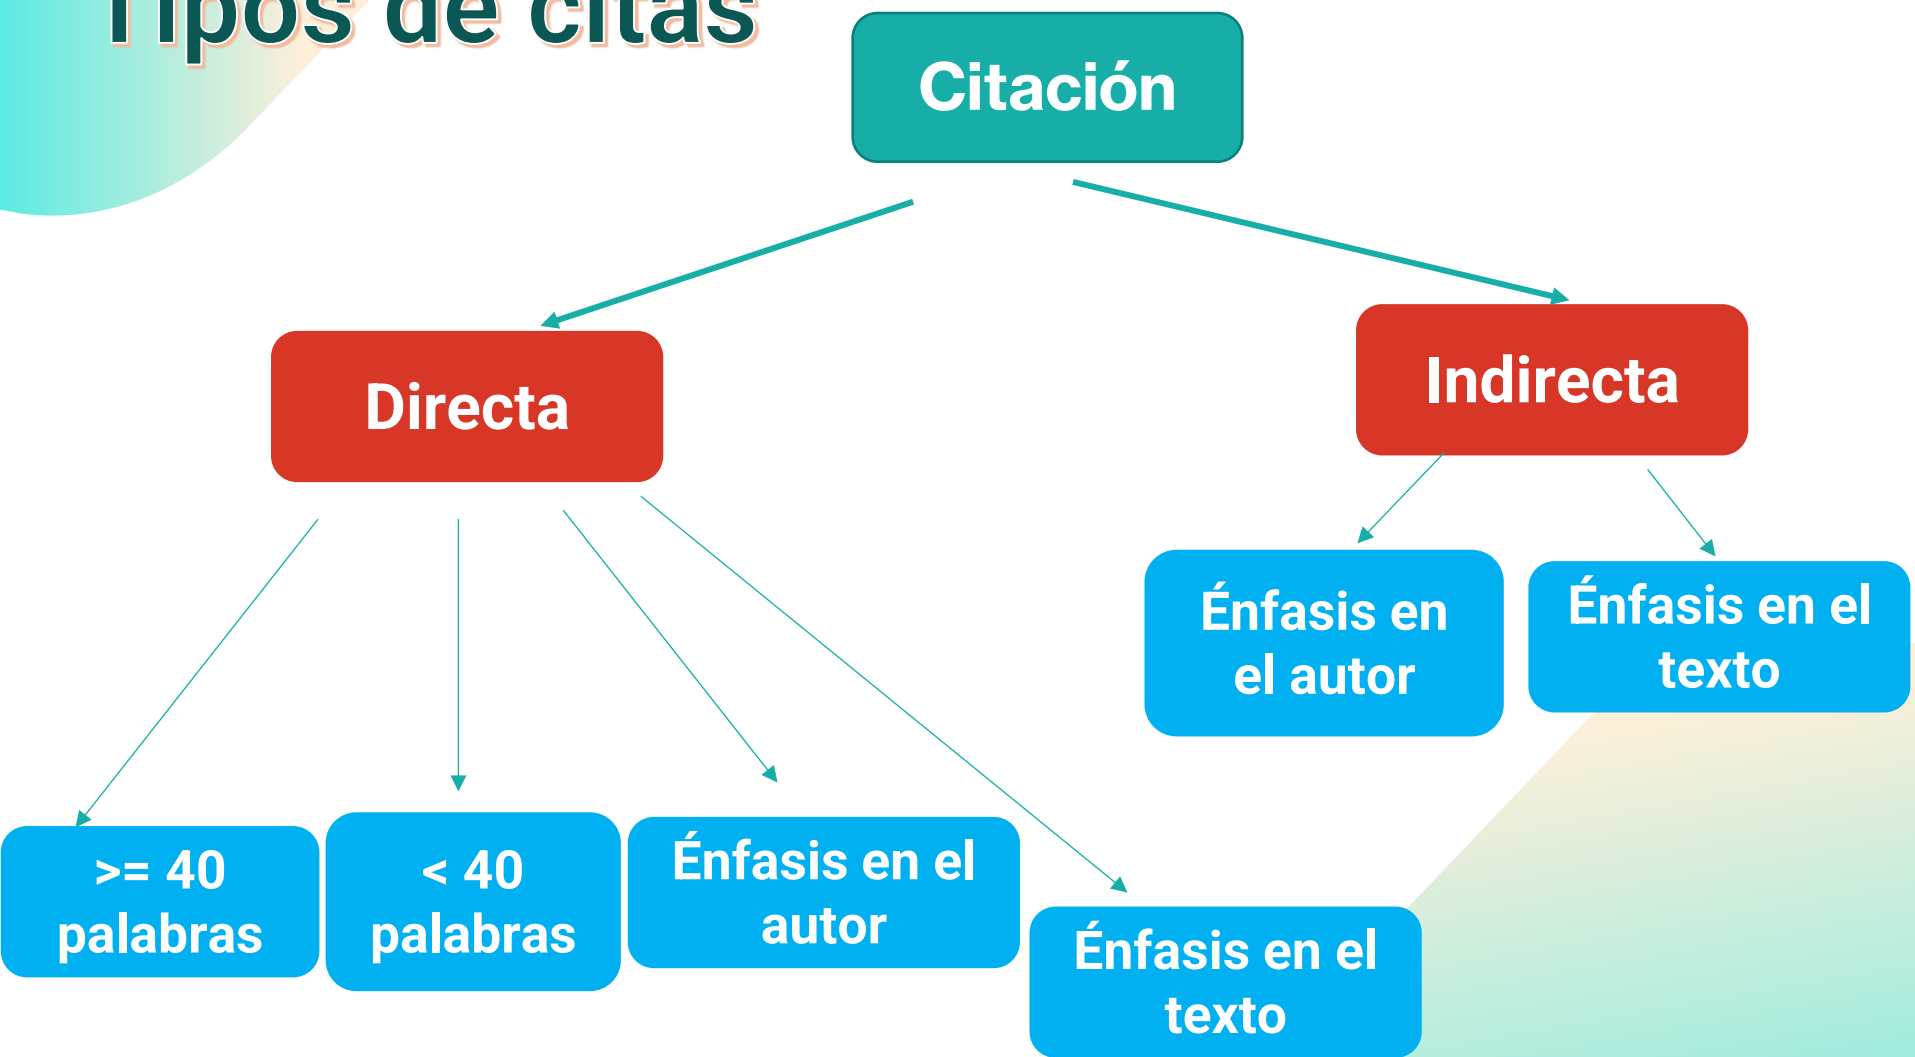 Tipos de citas
Citación
Directa
Indirecta
Énfasis en
el autor
Énfasis en el
texto
>= 40
palabras
< 40
palabras
Énfasis en el
autor
Énfasis en el
texto